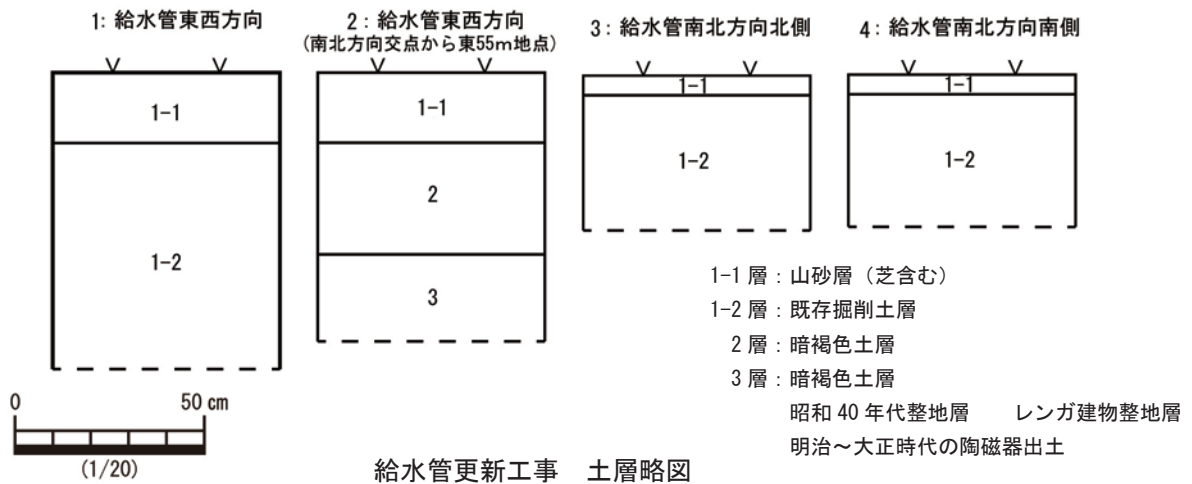 1: 給水管東西方向
2: 給水管東西方向
(南北方向交点から東55m地点)
3: 給水管南北方向北側
4: 給水管南北方向南側
1-1
1-2
1-1
2
3
1-1
1-2
1-1
1-2
1-1 層：山砂層（芝含む）
1-2 層：既存掘削土層
2 層：暗褐色土層
3 層：暗褐色土層
昭和 40 年代整地層　　レンガ建物整地層
明治～大正時代の陶磁器出土
0 50 cm
(1/20)
給水管更新工事　土層略図